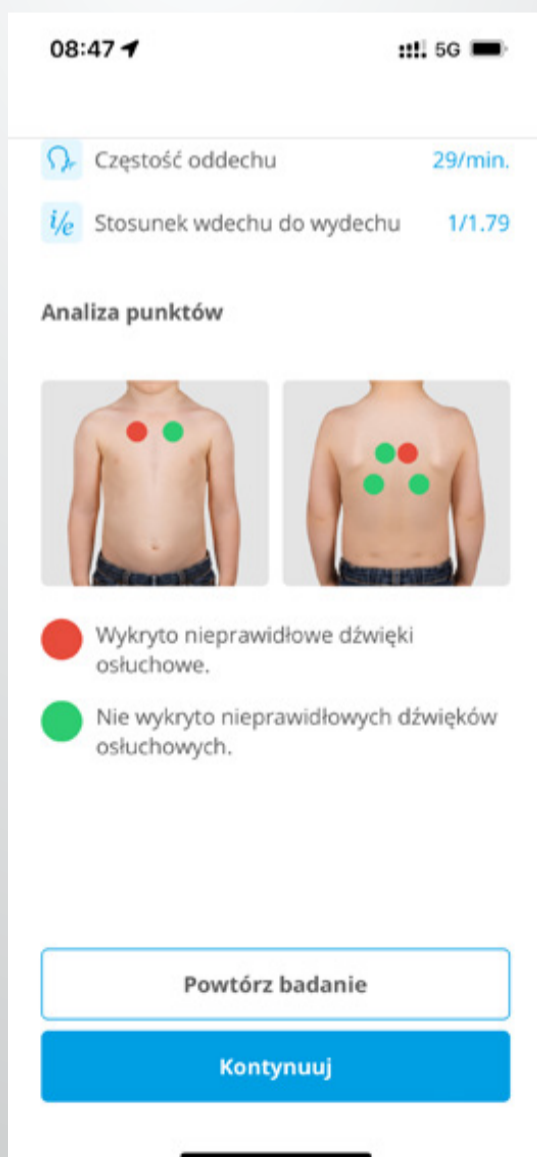 08:47 5G
Częstość oddechu 29/min.
i/e Stosunek wdechu do wydechu 1/1.79
Analiza punktów
Wykryto nieprawidłowe dźwięki
osłuchowe.
Nie wykryto nieprawidłowych dźwięków
osłuchowych.
Powtórz badanie
Kontynuuj